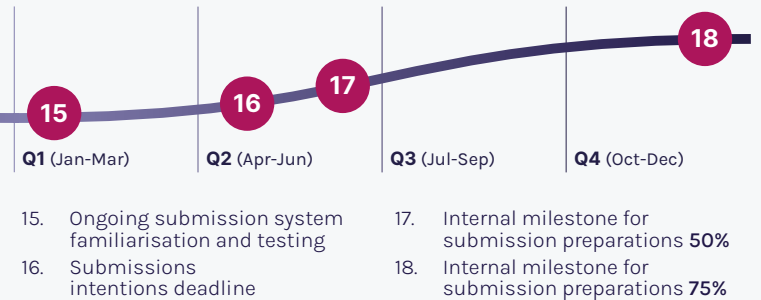 15
16
17
18
Q1 (Jan-Mar)
Q2 (Apr-Jun)
Q3 (Jul-Sep)
Q4 (Oct-Dec)
15. Ongoing submission system
familiarisation and testing
16. Submissions
intentions deadline
17. Internal milestone for
submission preparations 50%
18. Internal milestone for
submission preparations 75%